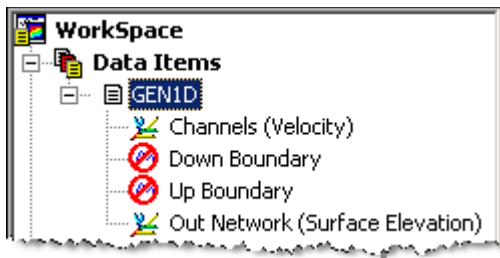 WorkSpace
Data Items
GEN1D
Channels (Velocity)
Down Boundary
Up Boundary
Out Network (Surface Elevation)